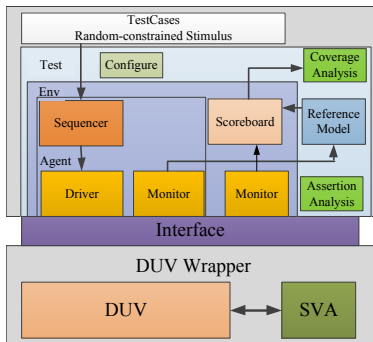 TestCases
Random-constrained Stimulus
Test
Configure
Coverage
Analysis
Env
Sequencer
Scoreboard
Reference
Model
Agent
Driver
Monitor
Monitor
Assertion
Analysis
Interface
DUV Wrapper
DUV
SVA